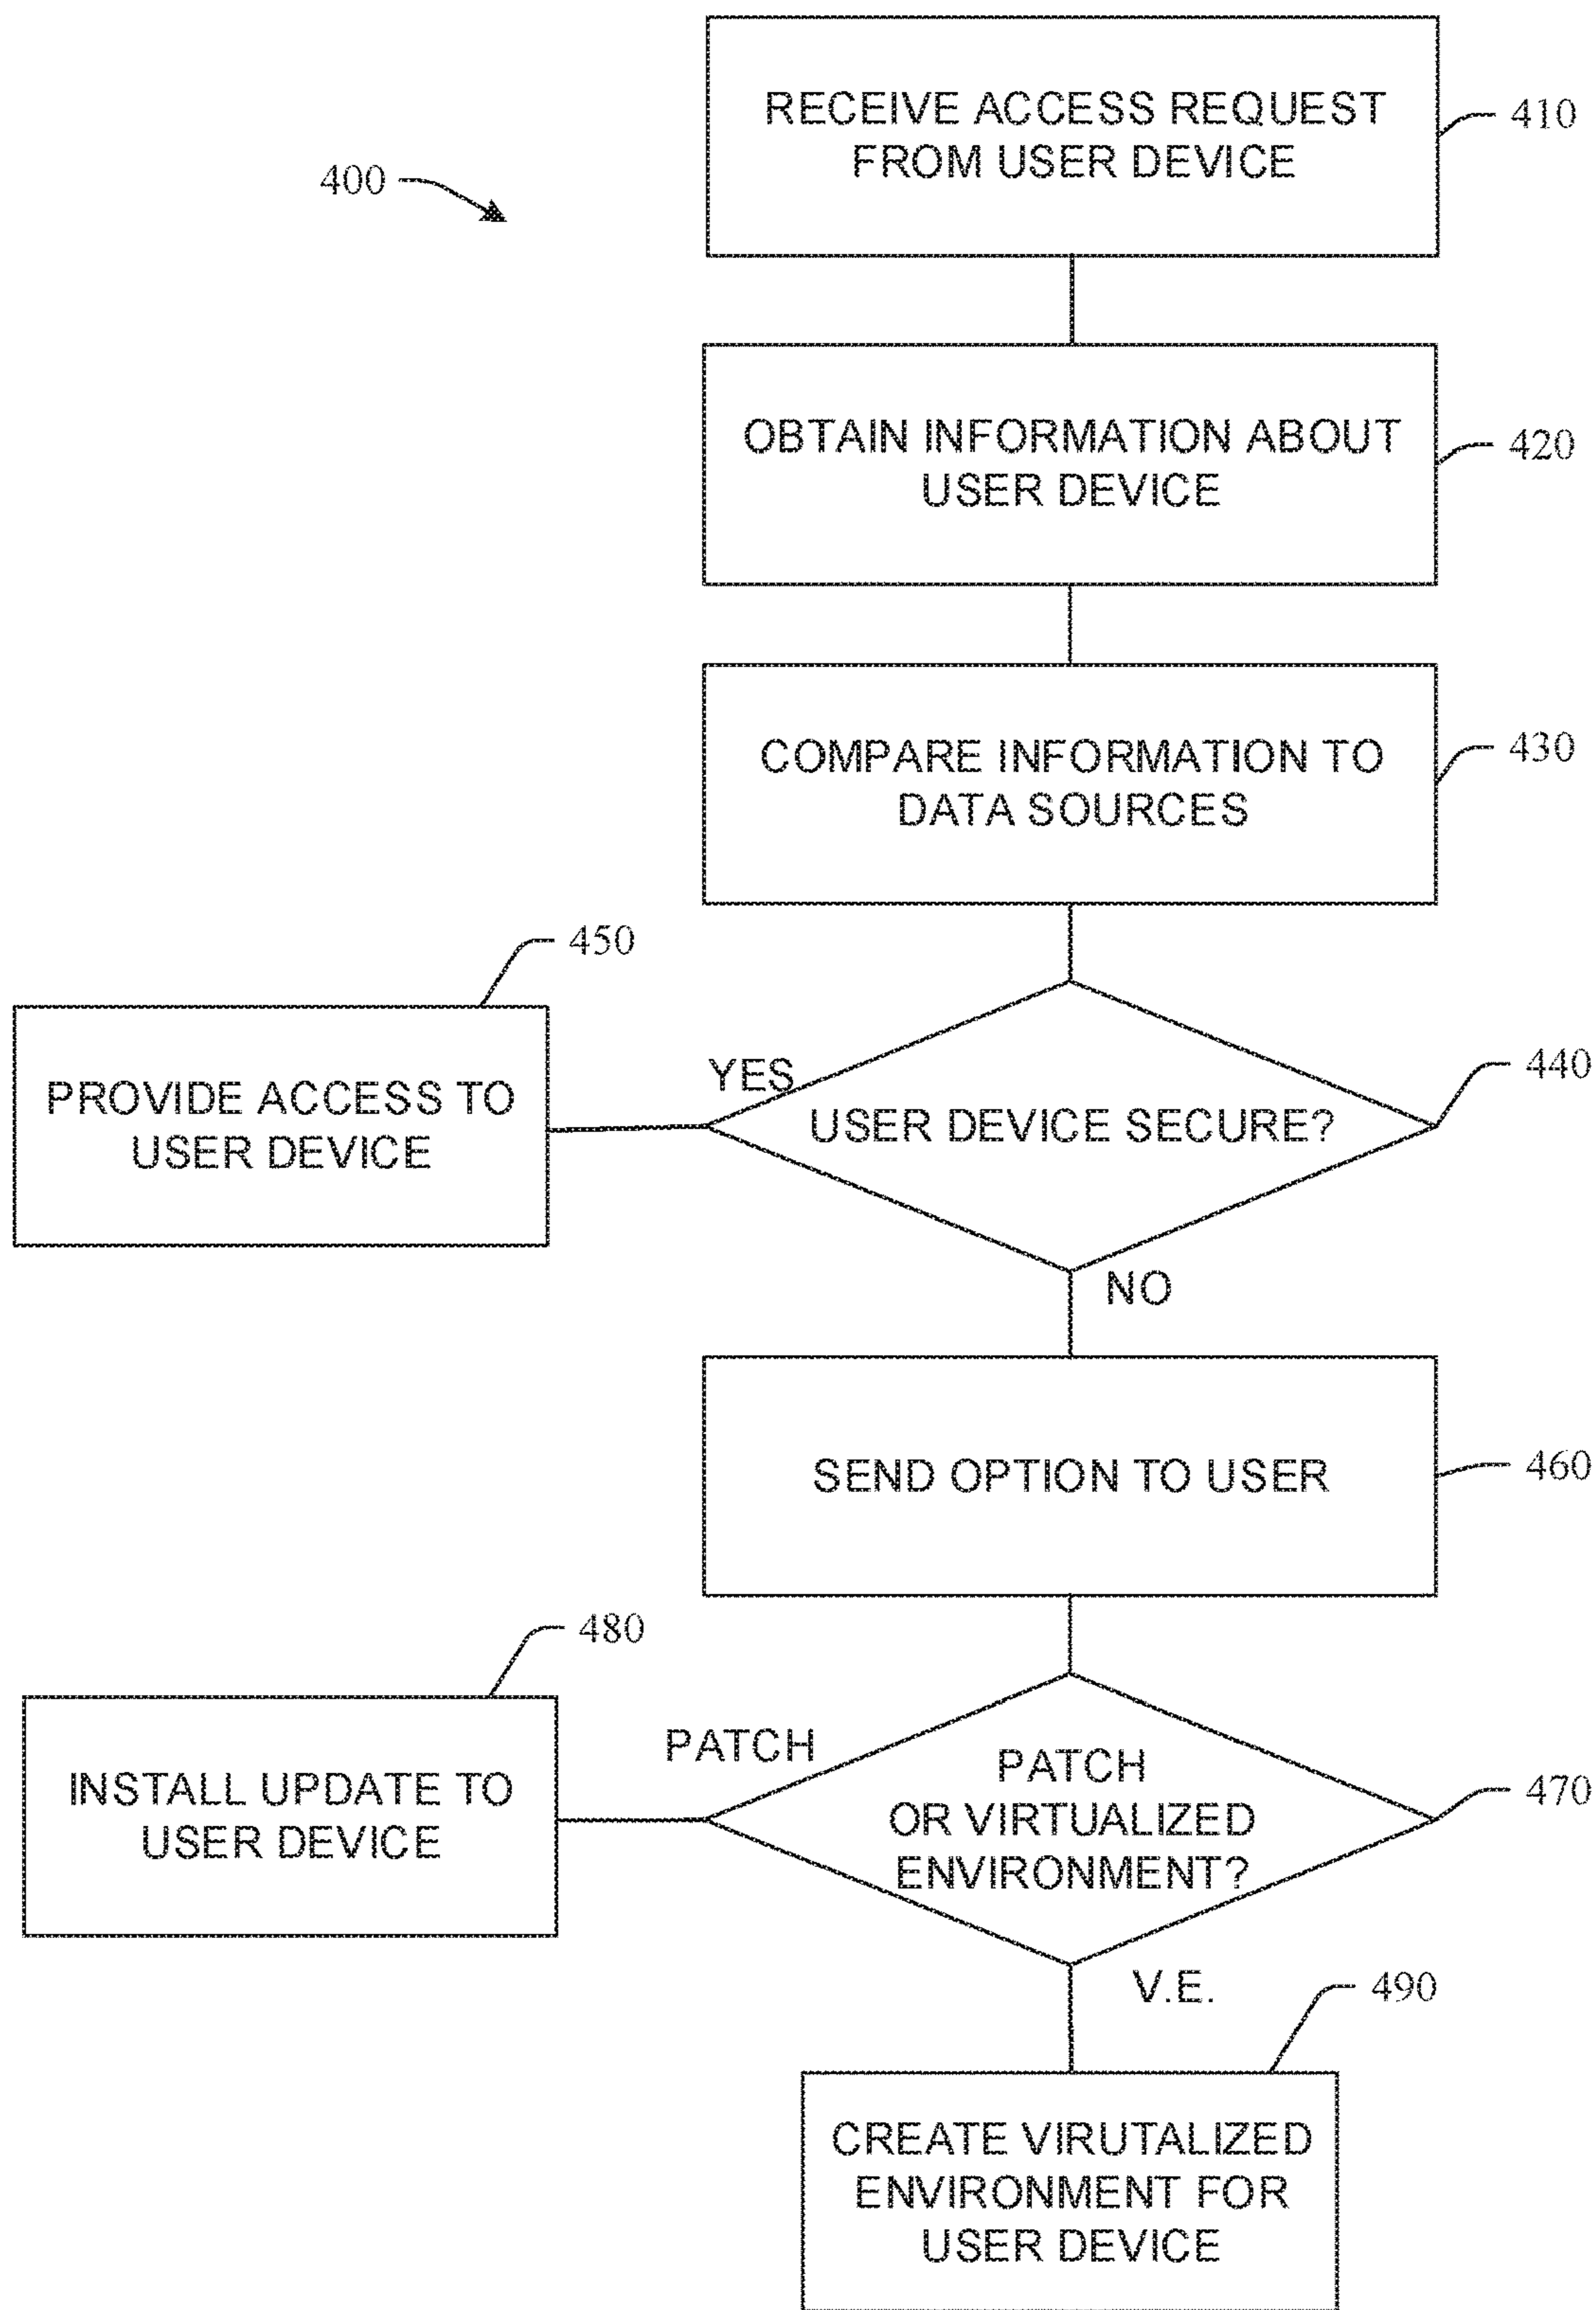 RECEIVE ACCESS REQUEST
FROM USER DEVICE
410
400
OBTAIN INFORMATION ABOUT
USER DEVICE
420
COMPARE INFORMATION TO
DATA SOURCES
430
450
PROVIDE ACCESS TO
USER DEVICE
YES
USER DEVICE SECURE?
440
NO
SEND OPTION TO USER
460
480
INSTALL UPDATE TO
USER DEVICE
PATCH
PATCH
OR VIRTUALIZED
ENVIRONMENT?
470
V.E.
490
CREATE VIRUTALIZED
ENVIRONMENT FOR
USER DEVICE